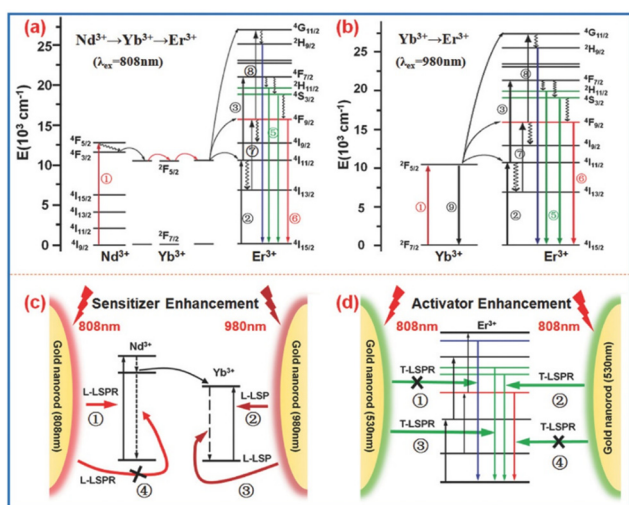 (a)
Nd³⁺→Yb³⁺→Er³⁺
(λex=808nm)
E(10³ cm⁻¹)
25
20
15
10
5
0
⁴F₅/₂
⁴F₃/₂
⁴I₁₅/₂
⁴I₁₃/₂
⁴I₁₁/₂
⁴I₉/₂
①
Nd³⁺
²F₅/₂
²F₇/₂
Yb³⁺
⁴G₁₁/₂
²H₉/₂
⁴F₇/₂
²H₁₁/₂
⁴S₃/₂
⁴F₉/₂
⁴I₉/₂
⁴I₁₁/₂
⁴I₁₃/₂
⁴I₁₅/₂
⑧
③
⑤
⑦
②
⑥
Er³⁺
(b)
Yb³⁺→Er³⁺
(λex=980nm)
E(10³ cm⁻¹)
25
20
15
10
5
0
²F₅/₂
²F₇/₂
①
⑨
Yb³⁺
⁴G₁₁/₂
²H₉/₂
⁴F₇/₂
²H₁₁/₂
⁴S₃/₂
⁴F₉/₂
⁴I₉/₂
⁴I₁₁/₂
⁴I₁₃/₂
⁴I₁₅/₂
⑧
③
⑦
②
⑤
⑥
Er³⁺
(c)
Sensitizer Enhancement
808nm
980nm
Gold nanorod (808nm)
Nd³⁺
Yb³⁺
L-LSPR
①
L-LSP
②
L-LSPR
④
L-LSP
③
Gold nanorod (980nm)
(d)
Activator Enhancement
808nm
Er³⁺
808nm
Gold nanorod (530nm)
T-LSPR
①
T-LSPR
②
T-LSPR
③
T-LSPR
④
Gold nanorod (530nm)